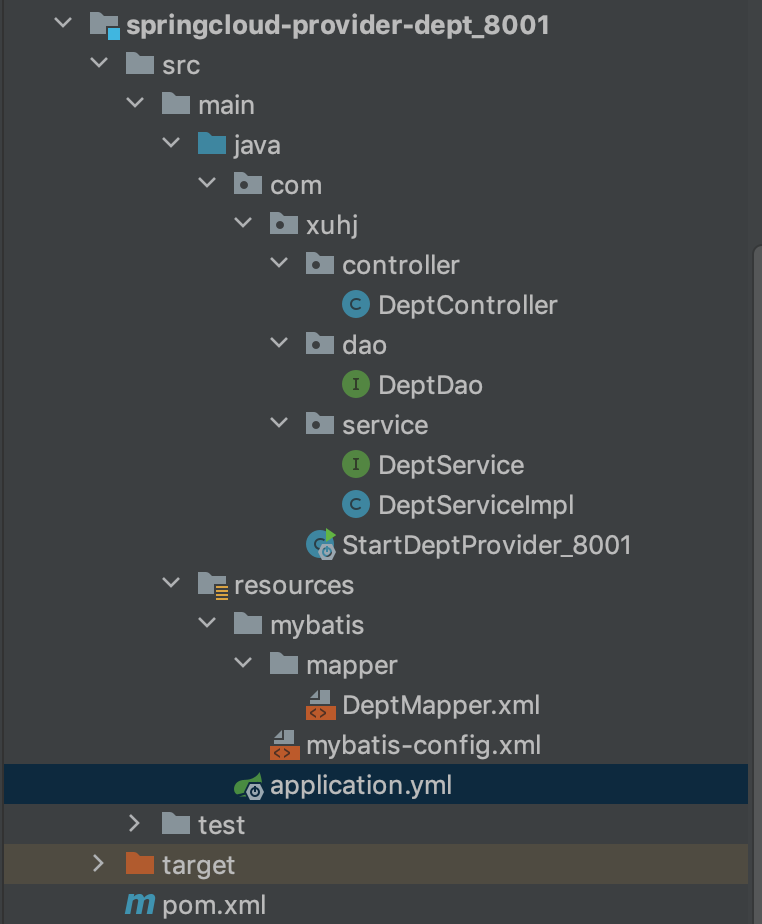 springcloud-provider-dept_8001
src
main
java
com
xuhj
controller
DeptController
dao
DeptDao
service
DeptService
DeptServiceImpl
StartDeptProvider_8001
resources
mybatis
mapper
DeptMapper.xml
mybatis-config.xml
application.yml
test
target
pom.xml